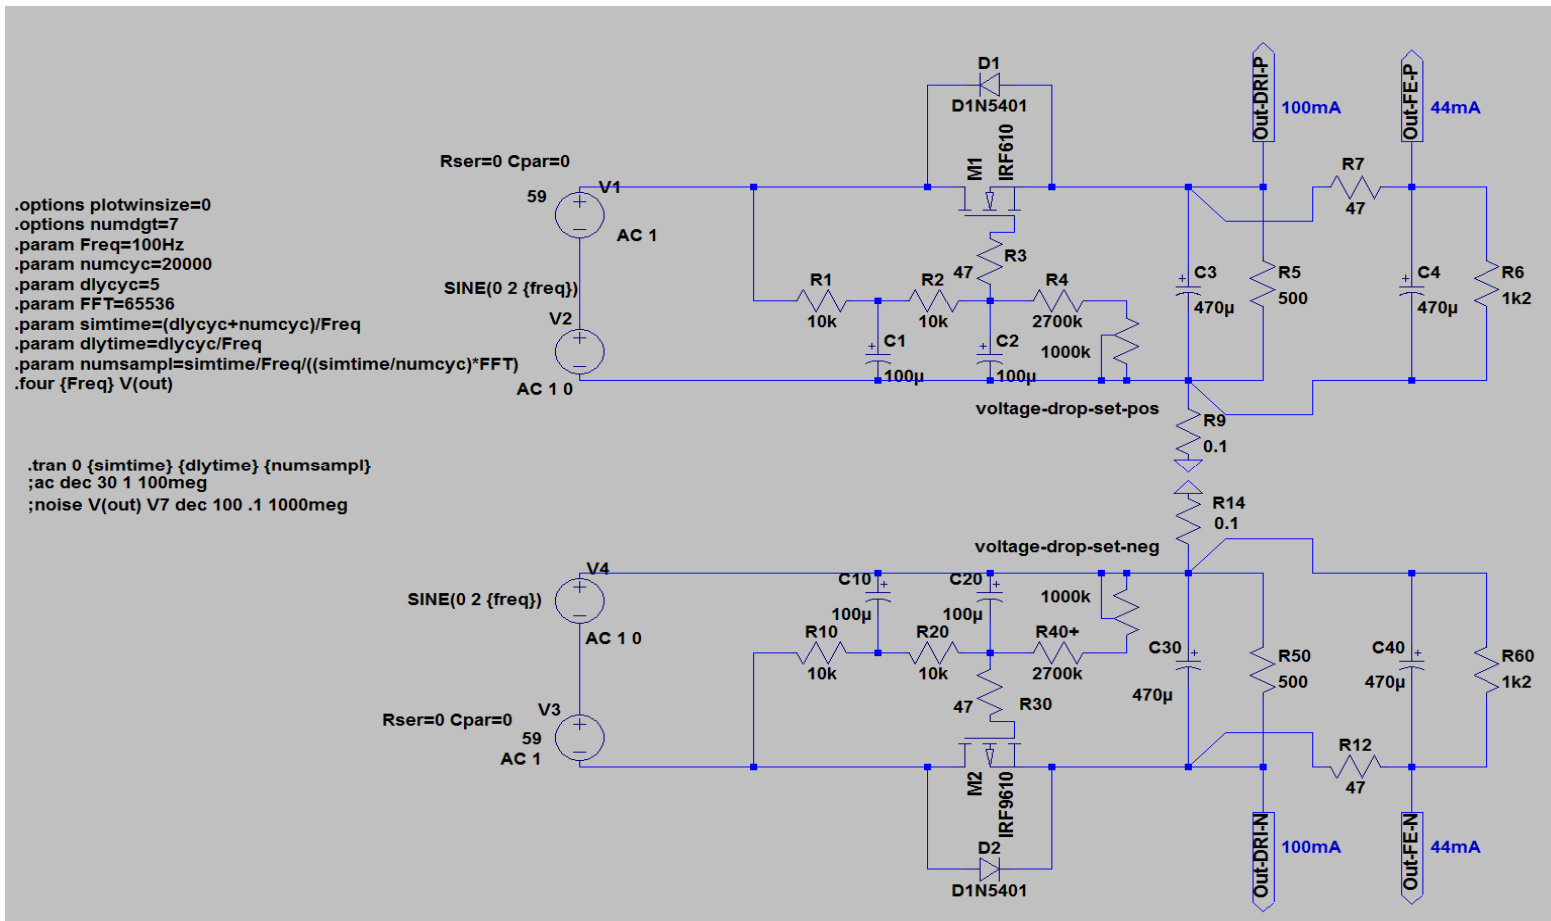 D1
D1N5401
M1
IRF610
Out-DRI-P
100mA
Out-FE-P
44mA
Rser=0 Cpar=0
V1
59
AC 1
R7
47
.options plotwinsize=0
.options numdgt=7
.param Freq=100Hz
.param numcyc=20000
.param dlycyc=5
.param FFT=65536
.param simtime=(dlycyc+numcyc)/Freq
.param dlytime=dlycyc/Freq
.param numsampl=simtime/Freq/((simtime/numcyc)*FFT)
.four {Freq} V(out)
SINE(0 2 {freq})
V2
AC 1 0
R1
10k
R2
10k
R3
47
R4
2700k
1000k
C1
100µ
C2
100µ
C3
470µ
R5
500
C4
470µ
R6
1k2
voltage-drop-set-pos
R9
0.1
.tran 0 {simtime} {dlytime} {numsampl}
;ac dec 30 1 100meg
;noise V(out) V7 dec 100 .1 1000meg
R14
0.1
voltage-drop-set-neg
V4
SINE(0 2 {freq})
AC 1 0
C10
100µ
C20
100µ
1000k
R10
10k
R20
10k
R40+
2700k
C30
470µ
R50
500
C40
470µ
R60
1k2
V3
Rser=0 Cpar=0
59
AC 1
47
R30
M2
IRF9610
R12
47
D2
D1N5401
Out-DRI-N
100mA
Out-FE-N
44mA